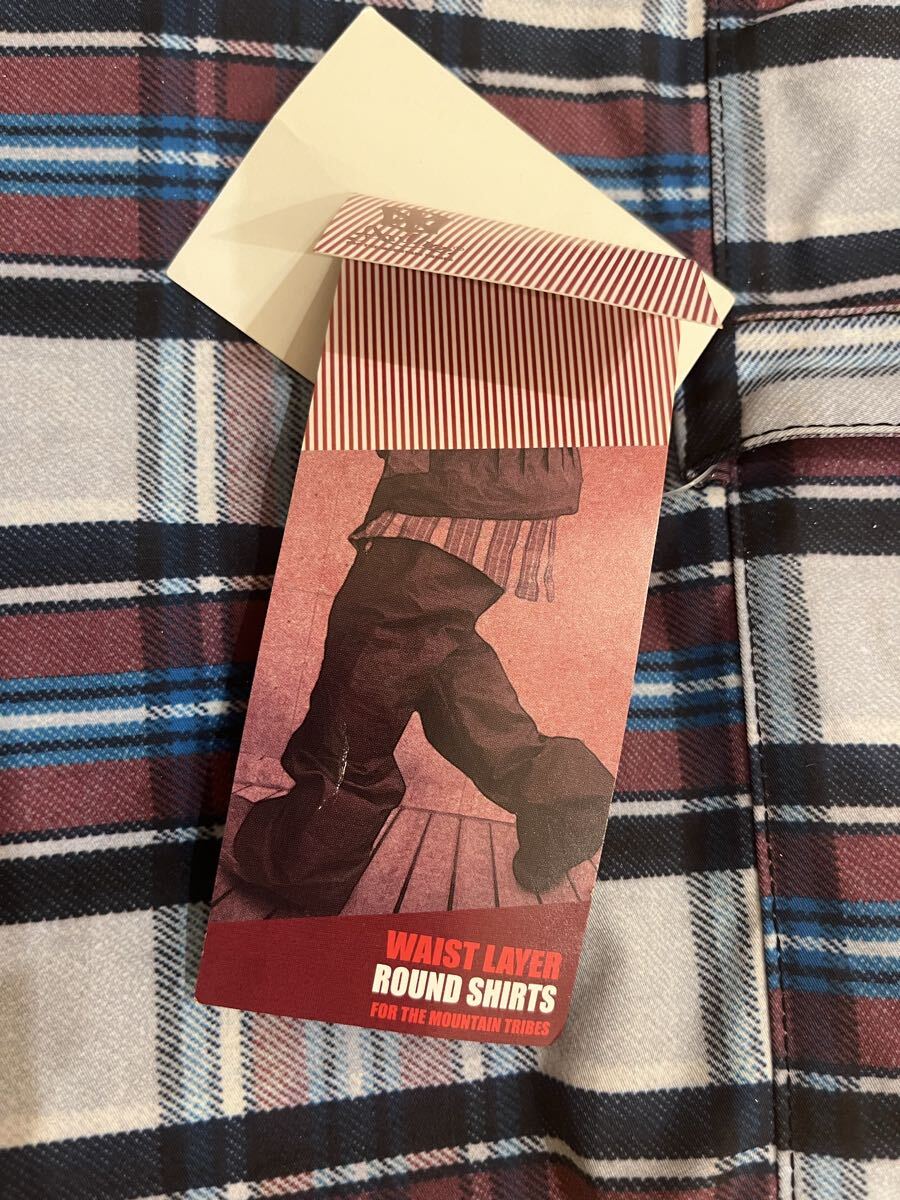 WAIST LAYER
ROUND SHIRTS
FOR THE MOUNTAIN TRIBES